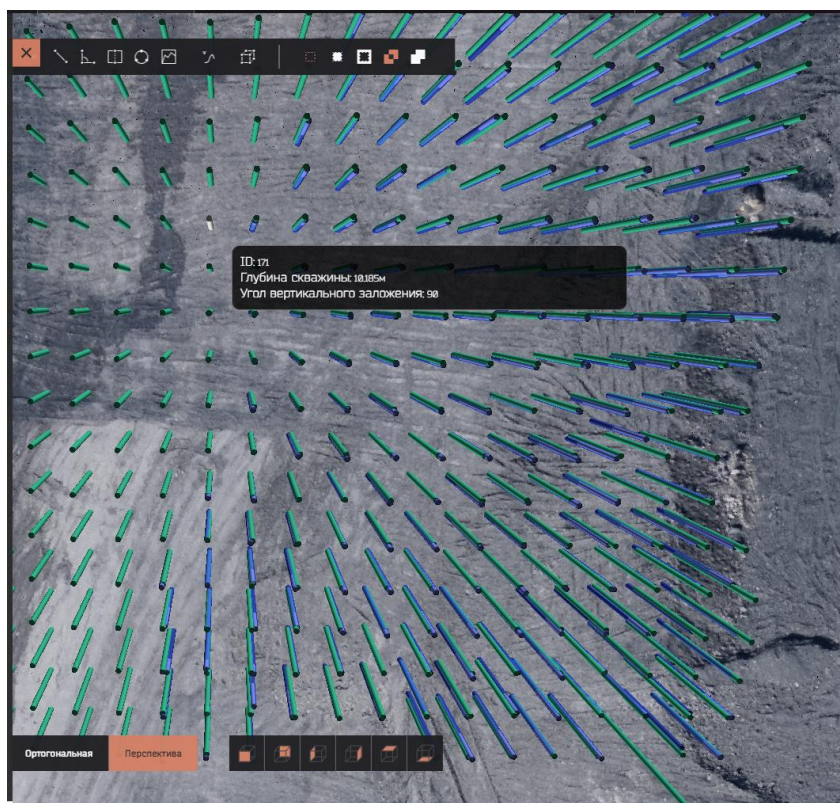 ID: 171
Глубина скважины: 10.185м
Угол вертикального заложения: 90
Ортогональная Перспектива